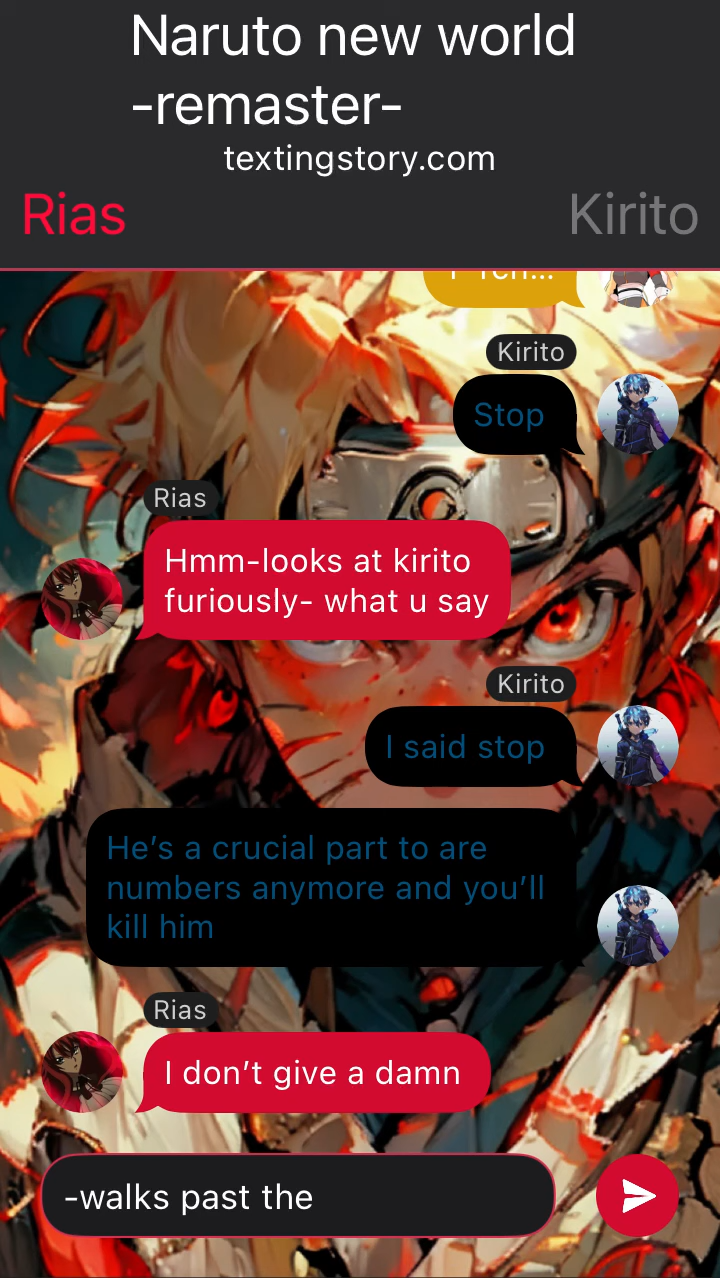 Naruto new world
-remaster-
textingstory.com
Rias
Kirito
Kirito
Stop
Rias
Hmm-looks at kirito
furiously- what u say
Kirito
I said stop
He's a crucial part to are
numbers anymore and you'll
kill him
Rias
I don't give a damn
-walks past the